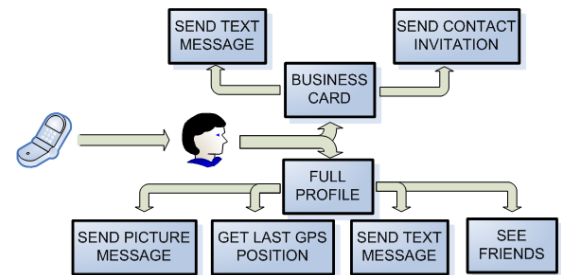 SEND TEXT
MESSAGE
SEND CONTACT
INVITATION
BUSINESS
CARD
FULL
PROFILE
SEND PICTURE
MESSAGE
GET LAST GPS
POSITION
SEND TEXT
MESSAGE
SEE
FRIENDS